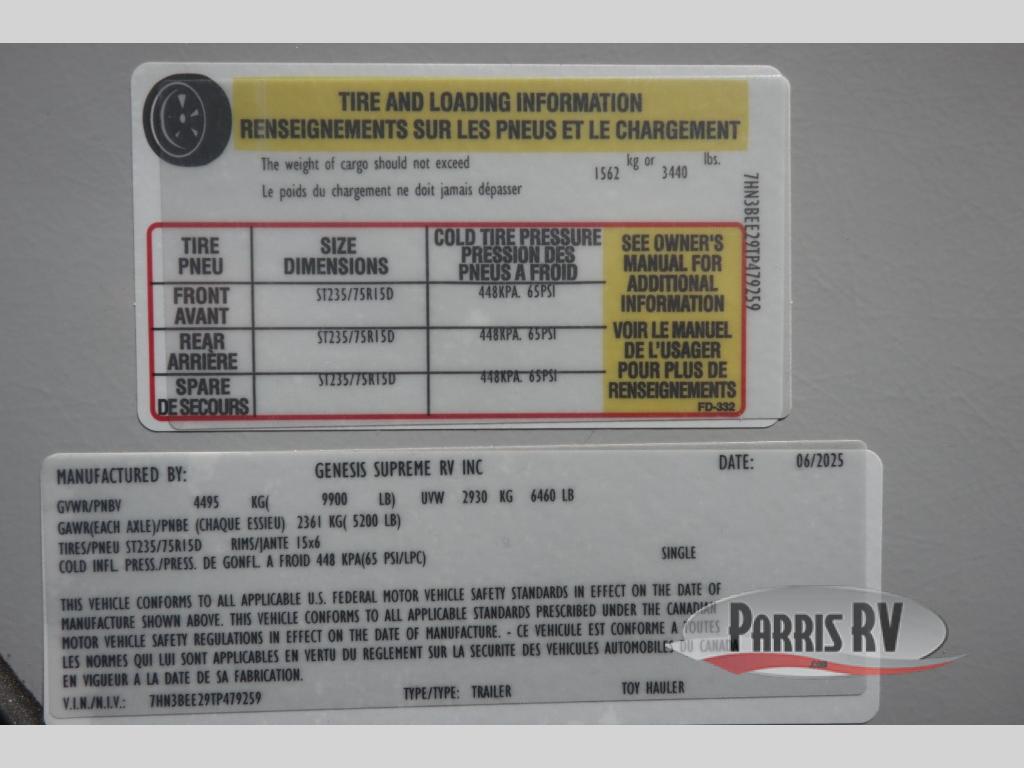 TIRE AND LOADING INFORMATION
RENSEIGNEMENTS SUR LES PNEUS ET LE CHARGEMENT
The weight of cargo should not exceed 1562 kg or 3440 lbs.
Le poids du chargement ne doit jamais dépasser
7HN3BEE29TP479259
TIRE PNEU SIZE DIMENSIONS COLD TIRE PRESSURE PRESSION DES PNEUS A FROID
FRONT AVANT ST235/75R15D 448KPA. 65PSI
REAR ARRIÈRE ST235/75R15D 448KPA. 65PSI
SPARE DE SECOURS ST235/75R15D 448KPA. 65PSI
SEE OWNER'S
MANUAL FOR
ADDITIONAL
INFORMATION
VOIR LE MANUEL
DE L'USAGER
POUR PLUS DE
RENSEIGNEMENTS
FD-332
MANUFACTURED BY: GENESIS SUPREME RV INC DATE: 06/2025
GVWR/PNBV 4495 KG( 9900 LB) UVW 2930 KG 6460 LB
GAWR(EACH AXLE)/PNBE (CHAQUE ESSIEU) 2361 KG( 5200 LB)
TIRES/PNEU ST235/75R15D RIMS/JANTE 15x6
COLD INFL. PRESS./PRESS. DE GONFL. A FROID 448 KPA(65 PSI/LPC) SINGLE
THIS VEHICLE CONFORMS TO ALL APPLICABLE U.S. FEDERAL MOTOR VEHICLE SAFETY STANDARDS IN EFFECT ON THE DATE OF
MANUFACTURE SHOWN ABOVE. THIS VEHICLE CONFORMS TO ALL APPLICABLE STANDARDS PRESCRIBED UNDER THE CANADIAN
MOTOR VEHICLE SAFETY REGULATIONS IN EFFECT ON THE DATE OF MANUFACTURE. - CE VEHICULE EST CONFORME A TOUTES
LES NORMES QUI LUI SONT APPLICABLES EN VERTU DU REGLEMENT SUR LA SECURITE DES VEHICULES AUTOMOBILES DU CANADA
EN VIGUEUR A LA DATE DE SA FABRICATION.
V.I.N./N.I.V.: 7HN3BEE29TP479259 TYPE/TYPE: TRAILER TOY HAULER
PARRIS RV
.com